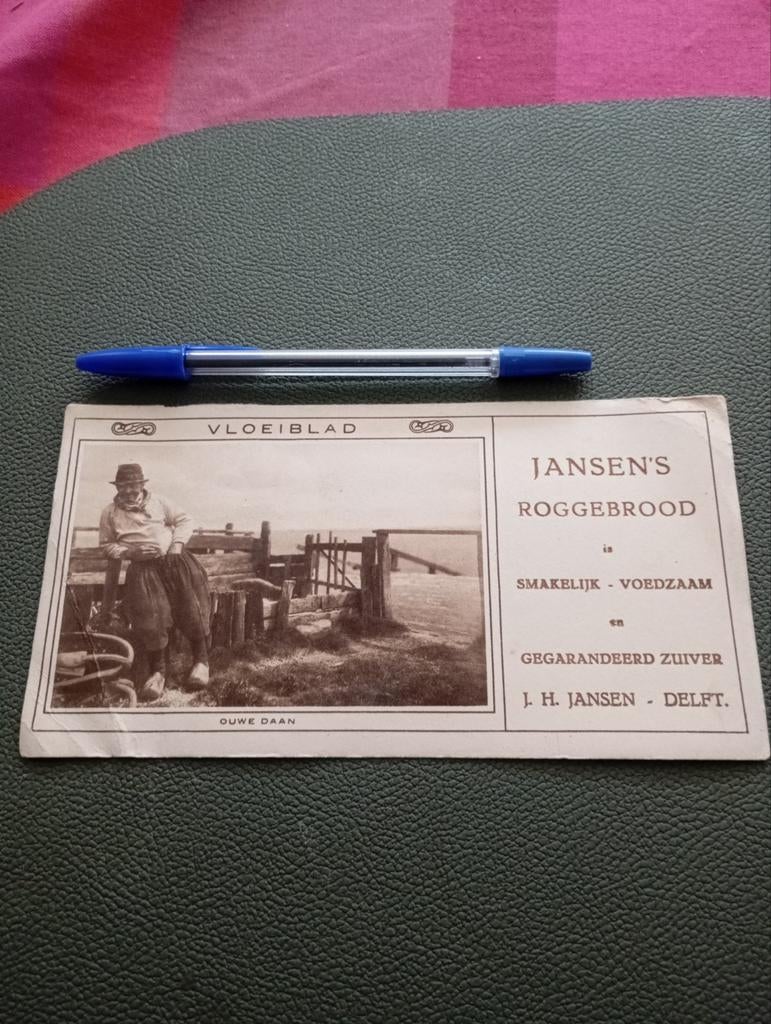 VLOEIBLAD
OUWE DAAN
JANSEN'S
ROGGEBROOD
is
SMAKELIJK - VOEDZAAM
en
GEGARANDEERD ZUIVER
J. H. JANSEN - DELFT.